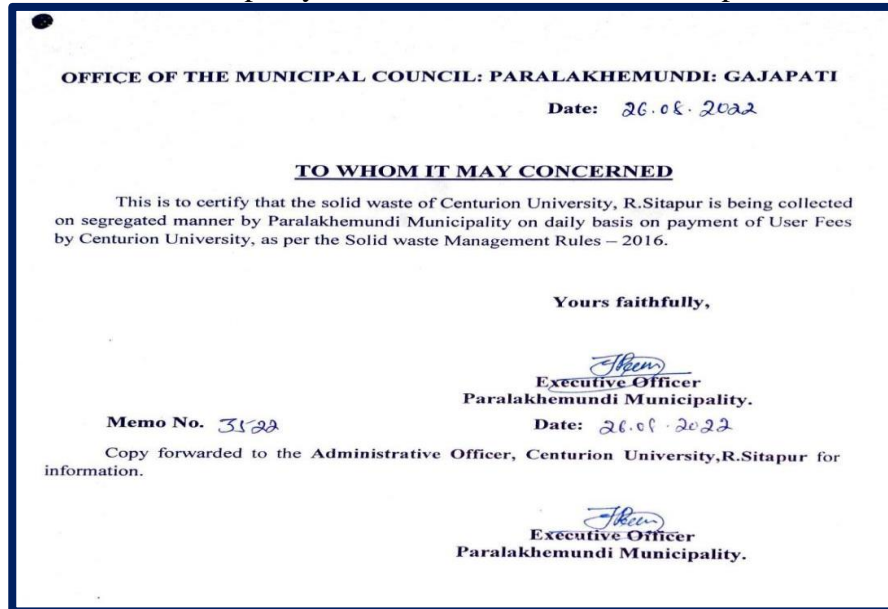 OFFICE OF THE MUNICIPAL COUNCIL: PARALAKHEMUNDI: GAJAPATI
Date: 26.08.2022
TO WHOM IT MAY CONCERNED
This is to certify that the solid waste of Centurion University, R.Sitapur is being collected
on segregated manner by Paralakhemundi Municipality on daily basis on payment of User Fees
by Centurion University, as per the Solid waste Management Rules – 2016.
Yours faithfully,
Executive Officer
Paralakhemundi Municipality.
Memo No. 3522 Date: 26.08.2022
Copy forwarded to the Administrative Officer, Centurion University,R.Sitapur for
information.
Executive Officer
Paralakhemundi Municipality.